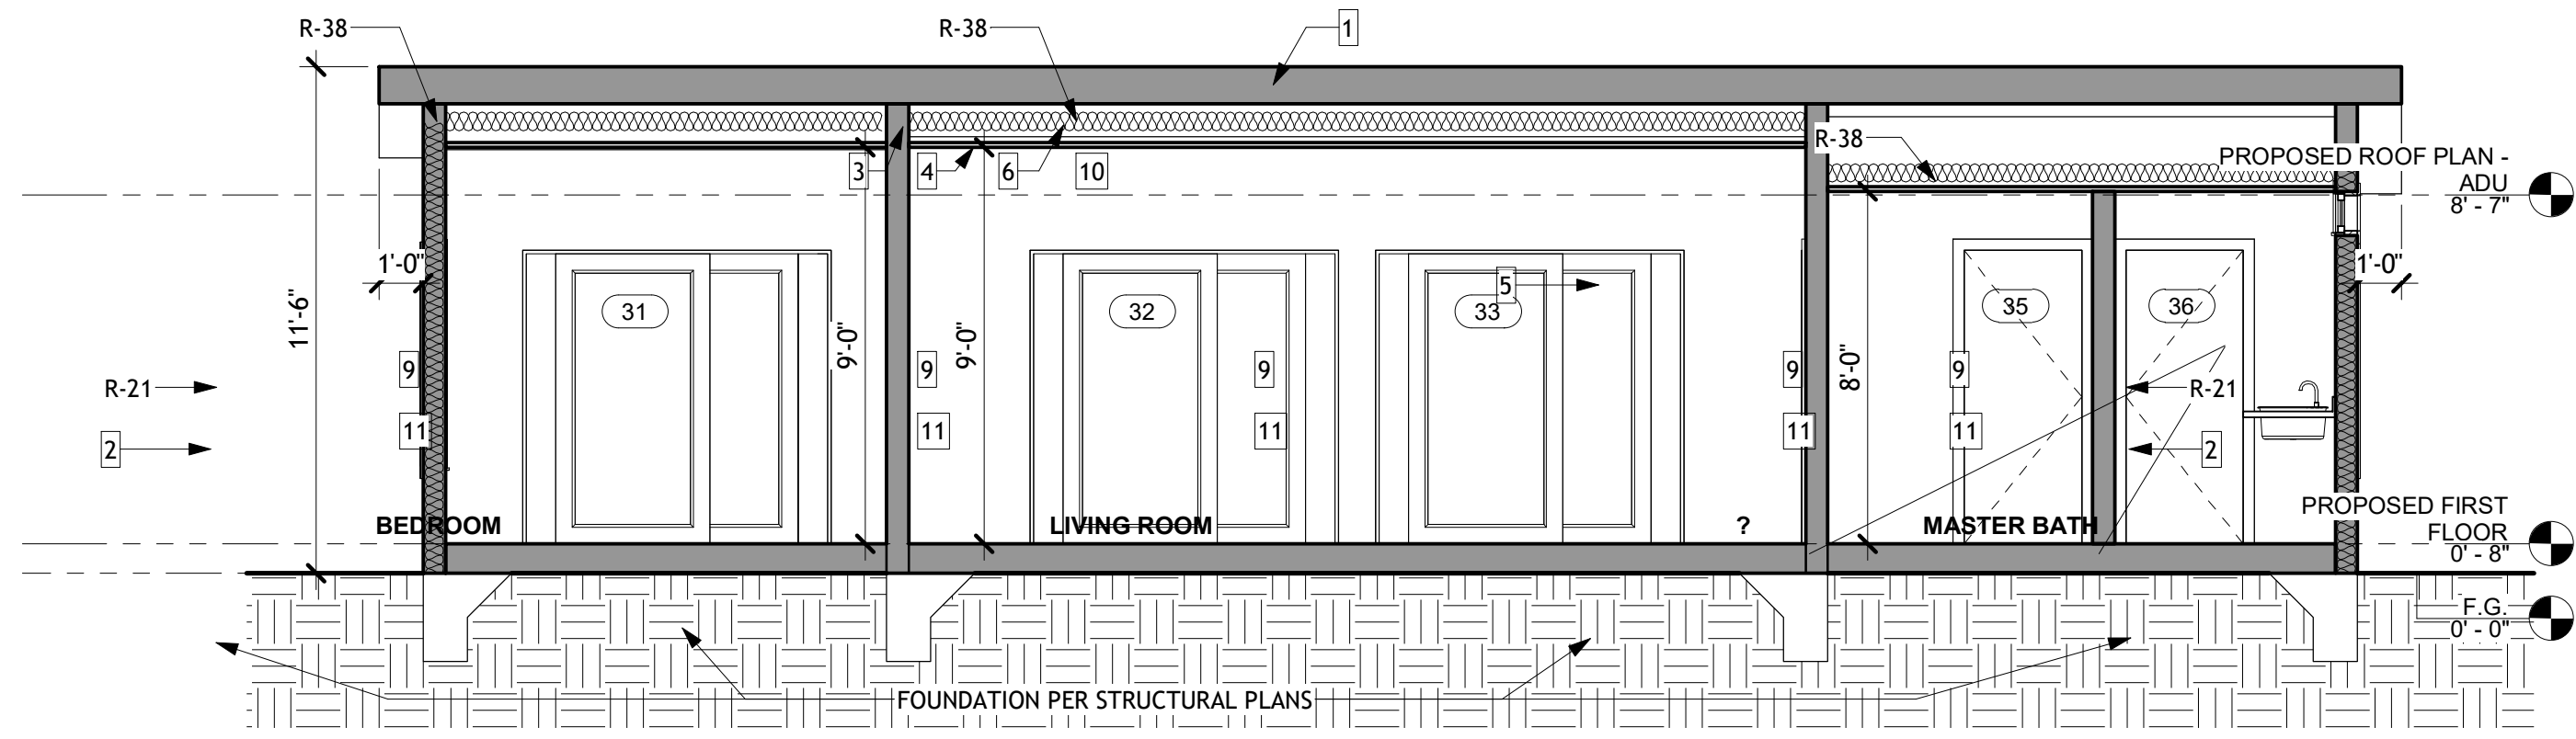 R-38
R-38
1
R-38
PROPOSED ROOF PLAN -
ADU
8' - 7"
3
4
6
10
1'-0"
11'-6"
1'-0"
31
32
5
33
35
36
9'-0"
9'-0"
8'-0"
9
9
9
9
9
R-21
R-21
11
11
11
11
11
2
2
BEDROOM
LIVING ROOM
?
MASTER BATH
PROPOSED FIRST
FLOOR
0' - 8"
F.G.
0' - 0"
FOUNDATION PER STRUCTURAL PLANS